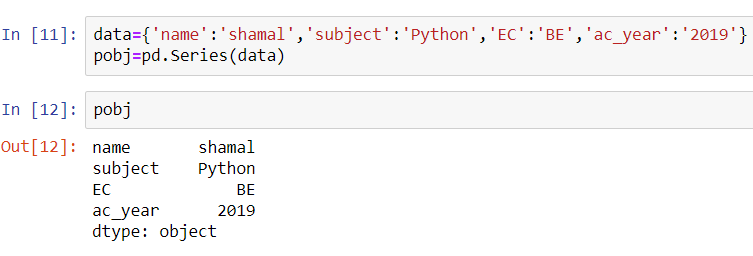 In [11]: data={'name':'shamal','subject':'Python','EC':'BE','ac_year':'2019'}
pobj=pd.Series(data)
In [12]: pobj
Out[12]: name shamal
subject Python
EC BE
ac_year 2019
dtype: object